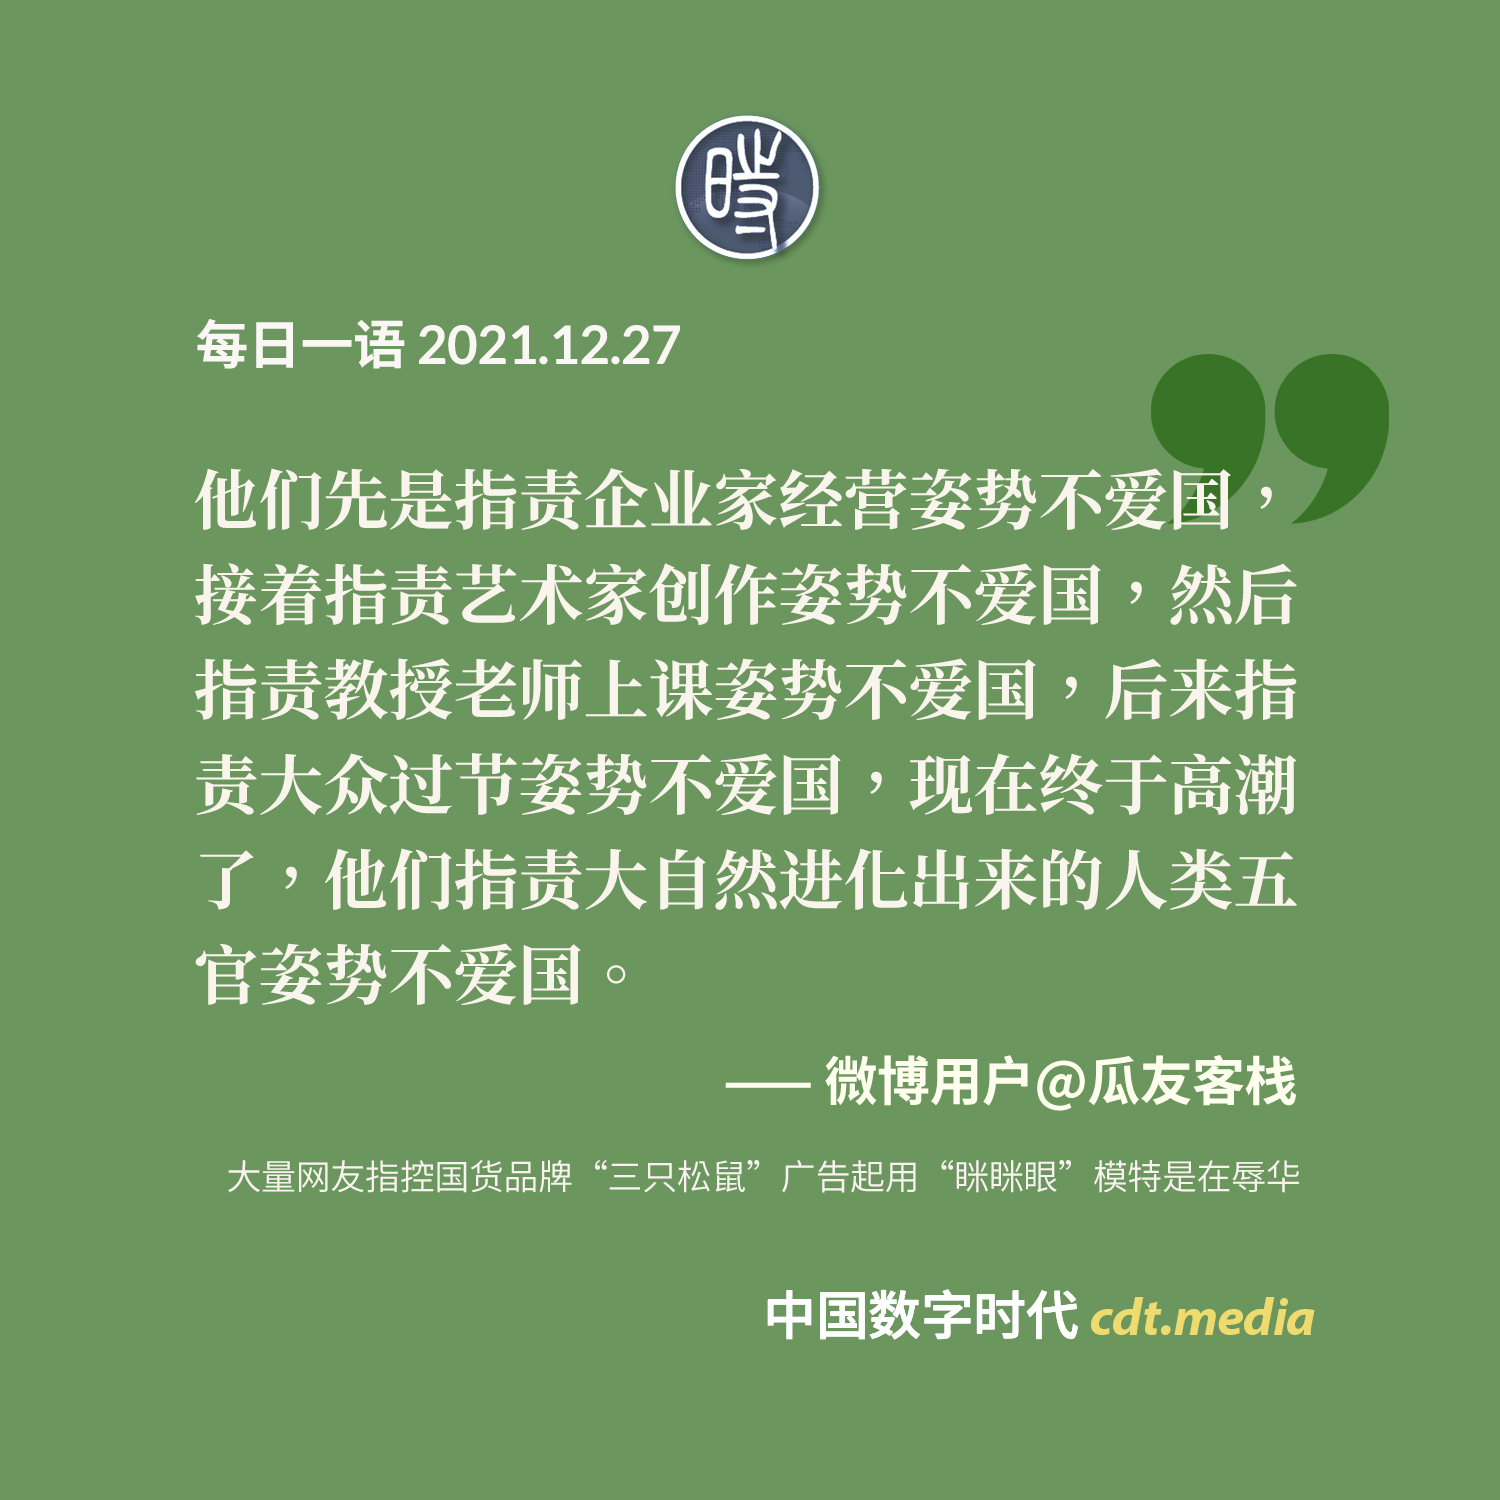 時
每日一语 2021.12.27
他们先是指责企业家经营姿势不爱国，
接着指责艺术家创作姿势不爱国，然后
指责教授老师上课姿势不爱国，后来指
责大众过节姿势不爱国，现在终于高潮
了，他们指责大自然进化出来的人类五
官姿势不爱国。
—— 微博用户@瓜友客栈
大量网友指控国货品牌“三只松鼠”广告起用“眯眯眼”模特是在辱华
中国数字时代 cdt.media